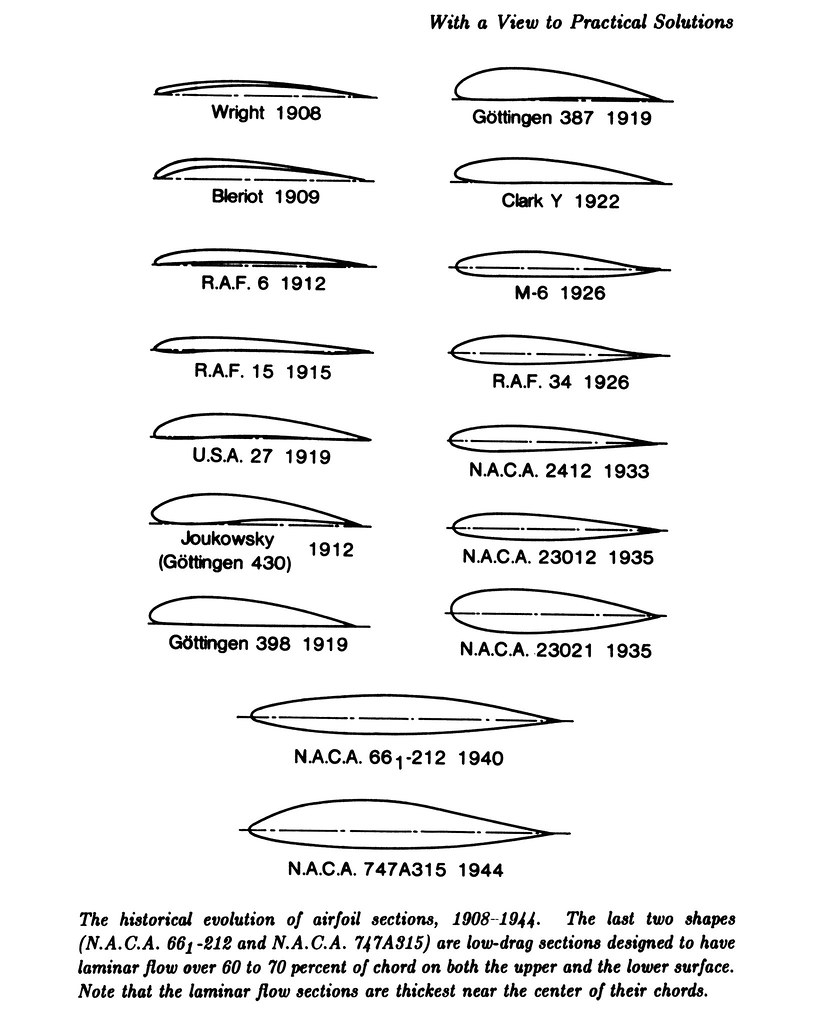 With a View to Practical Solutions
Wright 1908
Bleriot 1909
R.A.F. 6 1912
R.A.F. 15 1915
U.S.A. 27 1919
Joukowsky 1912
(Göttingen 430)
Göttingen 398 1919
Göttingen 387 1919
Clark Y 1922
M-6 1926
R.A.F. 34 1926
N.A.C.A. 2412 1933
N.A.C.A. 23012 1935
N.A.C.A. 23021 1935
N.A.C.A. 66₁-212 1940
N.A.C.A. 747A315 1944
The historical evolution of airfoil sections, 1908–1944. The last two shapes
(N.A.C.A. 66₁-212 and N.A.C.A. 747A315) are low-drag sections designed to have
laminar flow over 60 to 70 percent of chord on both the upper and the lower surface.
Note that the laminar flow sections are thickest near the center of their chords.